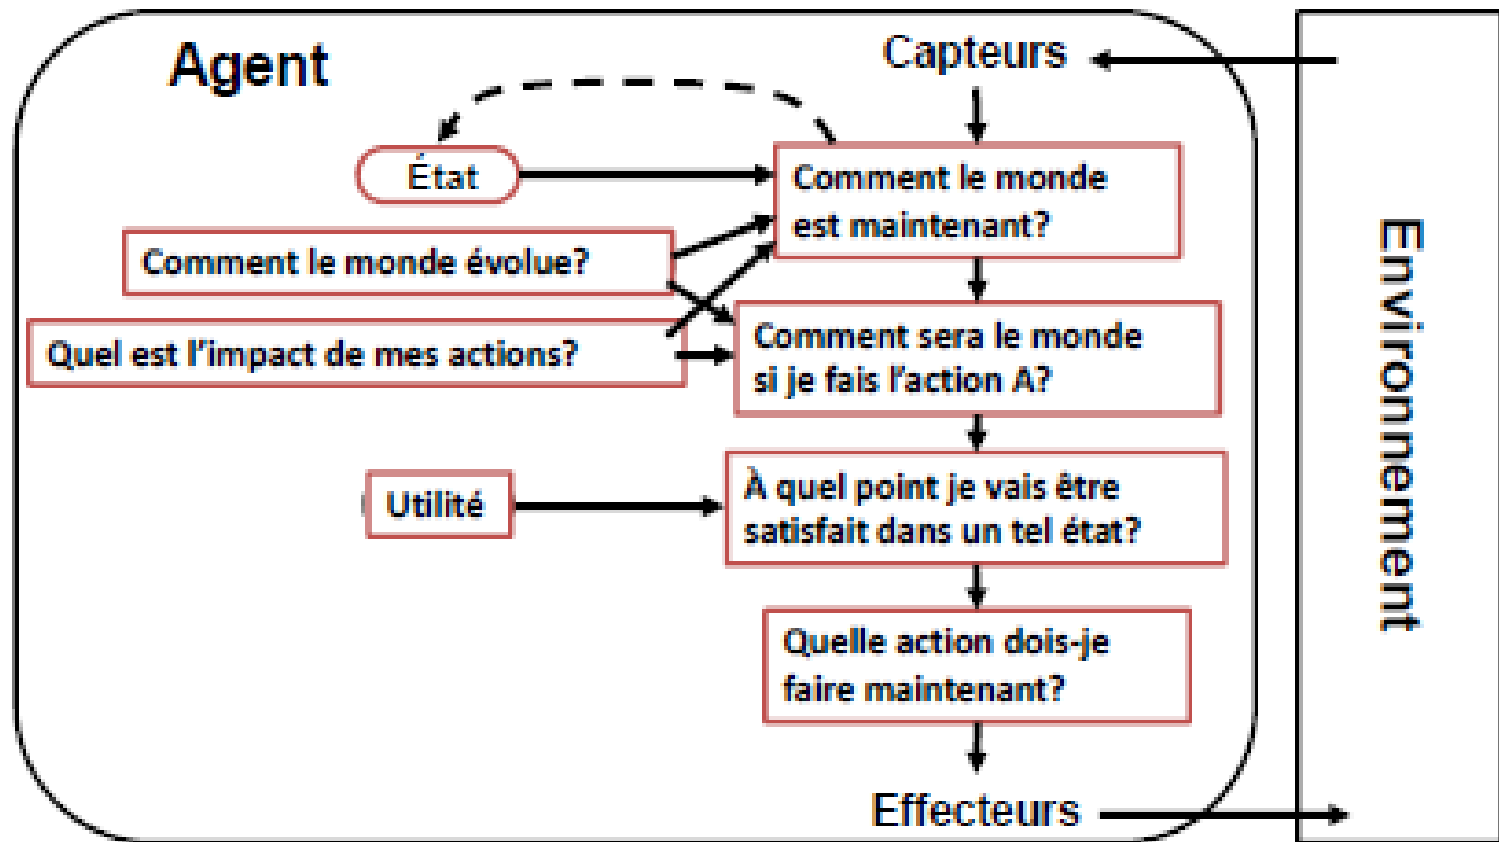 Agent
Capteurs
État
Comment le monde
est maintenant?
Comment le monde évolue?
Quel est l'impact de mes actions?
Comment sera le monde
si je fais l'action A?
Utilité
À quel point je vais être
satisfait dans un tel état?
Quelle action dois-je
faire maintenant?
Effecteurs
Environnement